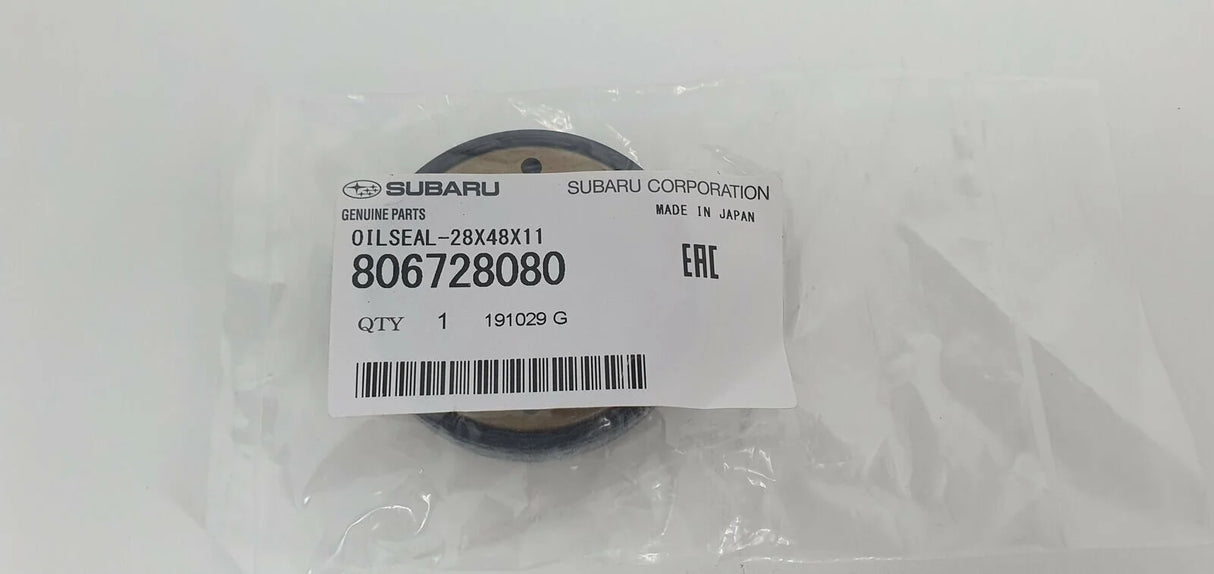 SUBARU SUBARU CORPORATION
GENUINE PARTS MADE IN JAPAN
OILSEAL-28X48X11
806728080 EAC
QTY 1 191029 G